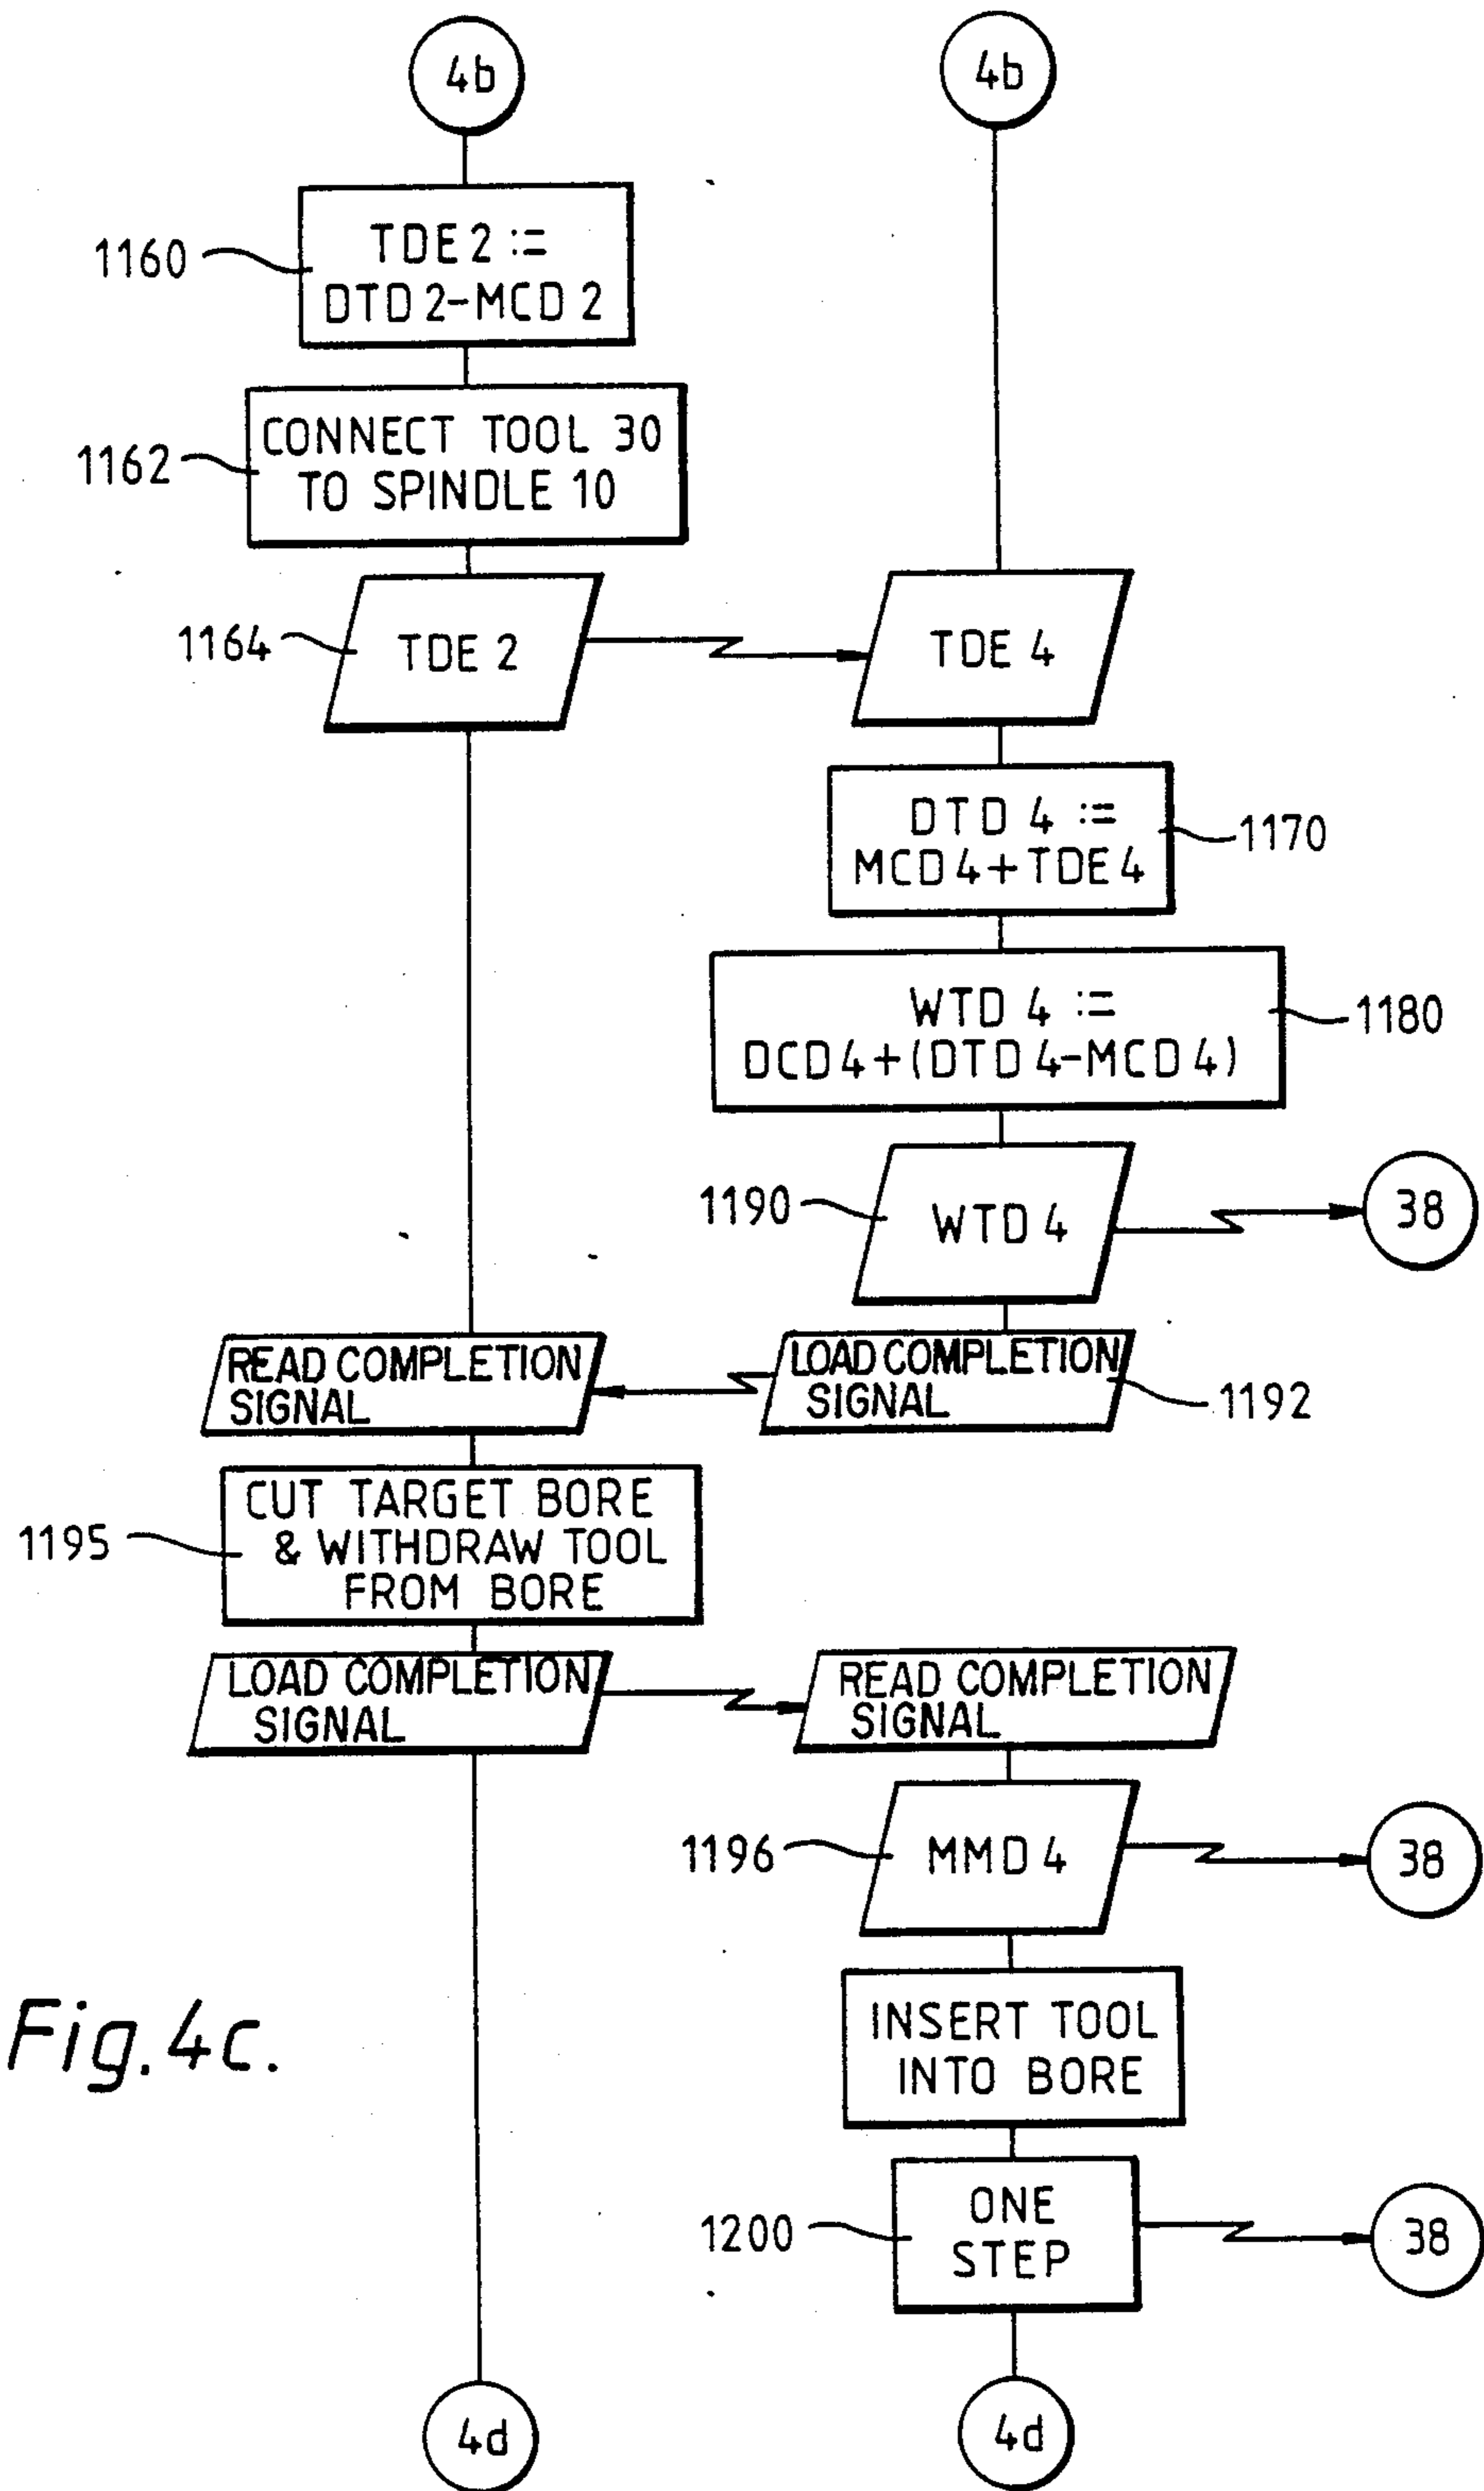 4b
4b
1160
TDE 2 :=
DTD 2-MCD 2
1162
CONNECT TOOL 30
TO SPINDLE 10
1164
TDE 2
TDE 4
DTD 4 :=
MCD 4+TDE 4
1170
WTD 4 :=
DCD 4+(DTD 4-MCD 4)
1180
1190
WTD 4
38
READ COMPLETION
SIGNAL
LOAD COMPLETION
SIGNAL
1192
1195
CUT TARGET BORE
& WITHDRAW TOOL
FROM BORE
LOAD COMPLETION
SIGNAL
READ COMPLETION
SIGNAL
1196
MMD 4
38
INSERT TOOL
INTO BORE
Fig.4c.
1200
ONE
STEP
38
4d
4d